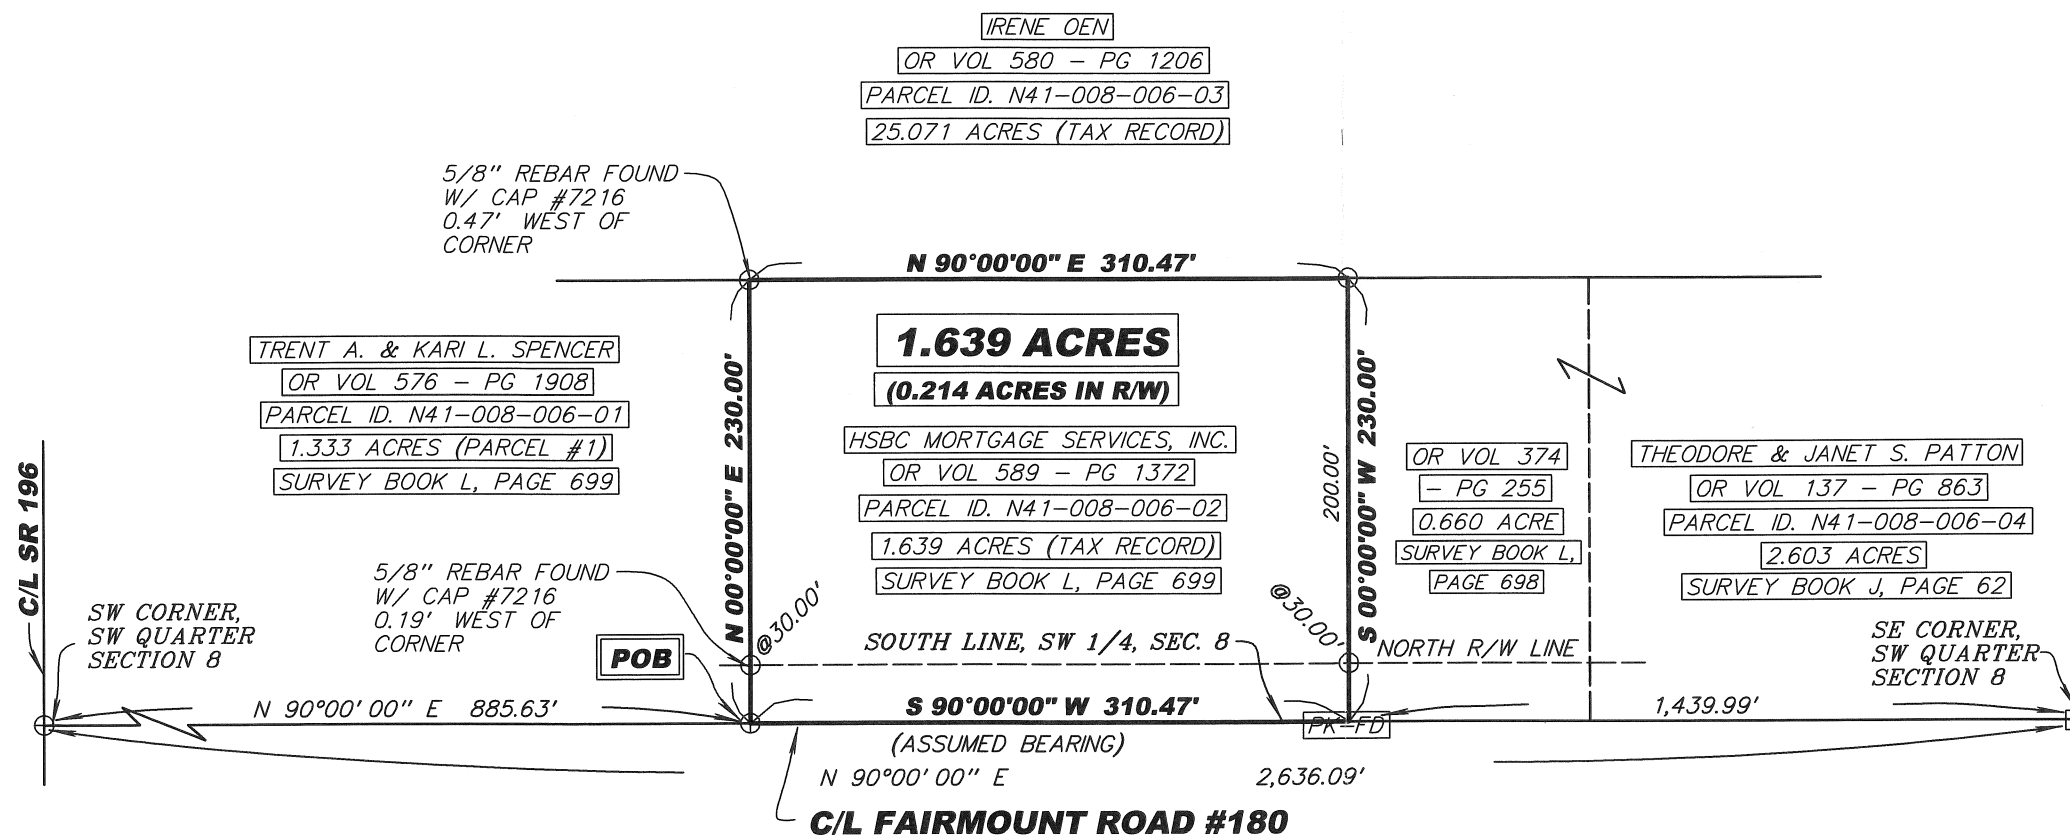 IRENE OEN
OR VOL 580 - PG 1206
PARCEL ID. N41-008-006-03
25.071 ACRES (TAX RECORD)
5/8" REBAR FOUND
W/ CAP #7216
0.47' WEST OF
CORNER
N 90°00'00" E 310.47'
TRENT A. & KARI L. SPENCER
OR VOL 576 - PG 1908
PARCEL ID. N41-008-006-01
1.333 ACRES (PARCEL #1)
SURVEY BOOK L, PAGE 699
N 00°00'00" E 230.00'
1.639 ACRES
(0.214 ACRES IN R/W)
HSBC MORTGAGE SERVICES, INC.
OR VOL 589 - PG 1372
PARCEL ID. N41-008-006-02
1.639 ACRES (TAX RECORD)
SURVEY BOOK L, PAGE 699
200.00'
S 00°00'00" W 230.00'
OR VOL 374
- PG 255
0.660 ACRE
SURVEY BOOK L,
PAGE 698
THEODORE & JANET S. PATTON
OR VOL 137 - PG 863
PARCEL ID. N41-008-006-04
2.603 ACRES
SURVEY BOOK J, PAGE 62
C/L SR 196
SW CORNER,
SW QUARTER
SECTION 8
5/8" REBAR FOUND
W/ CAP #7216
0.19' WEST OF
CORNER
POB
@30.00'
SOUTH LINE, SW 1/4, SEC. 8
@30.00'
NORTH R/W LINE
SE CORNER,
SW QUARTER
SECTION 8
N 90°00'00" E 885.63'
S 90°00'00" W 310.47'
(ASSUMED BEARING)
PK-FD
1,439.99'
N 90°00'00" E 2,636.09'
C/L FAIRMOUNT ROAD #180